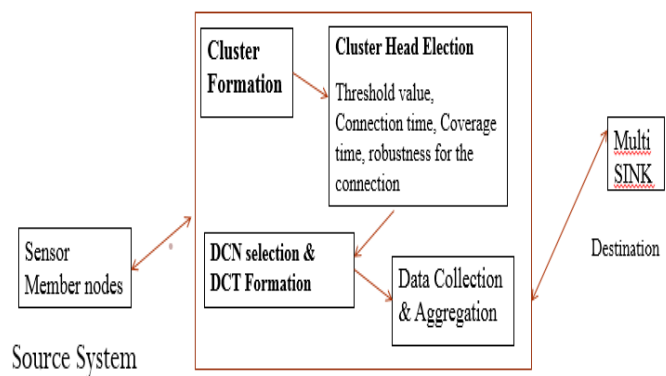 Cluster
Formation
Cluster Head Election
Threshold value,
Connection time, Coverage
time, robustness for the
connection
Multi
SINK
Sensor
Member nodes
DCN selection &
DCT Formation
Data Collection
& Aggregation
Destination
Source System